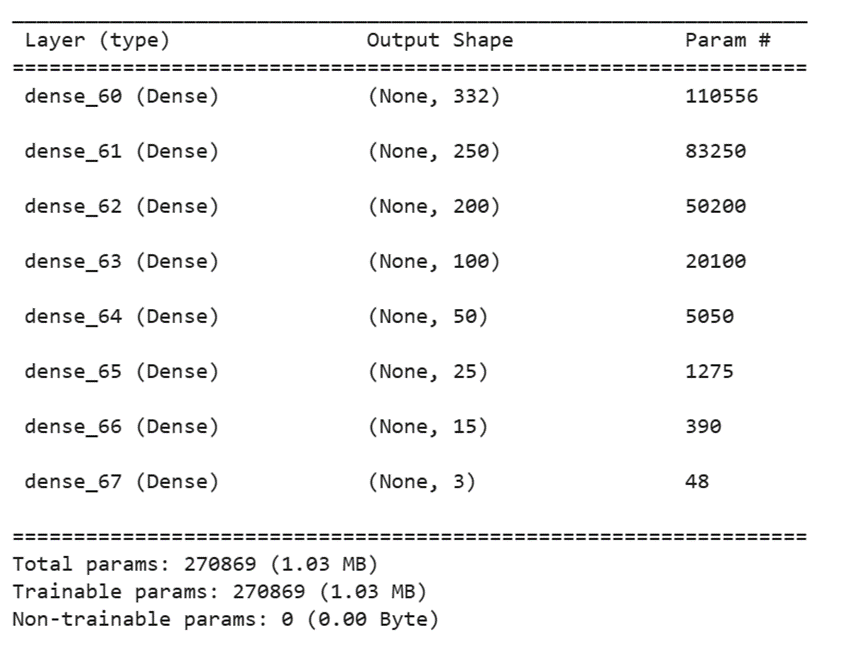 Layer (type) Output Shape Param #
=================================================================
dense_60 (Dense) (None, 332) 110556
dense_61 (Dense) (None, 250) 83250
dense_62 (Dense) (None, 200) 50200
dense_63 (Dense) (None, 100) 20100
dense_64 (Dense) (None, 50) 5050
dense_65 (Dense) (None, 25) 1275
dense_66 (Dense) (None, 15) 390
dense_67 (Dense) (None, 3) 48
=================================================================
Total params: 270869 (1.03 MB)
Trainable params: 270869 (1.03 MB)
Non-trainable params: 0 (0.00 Byte)